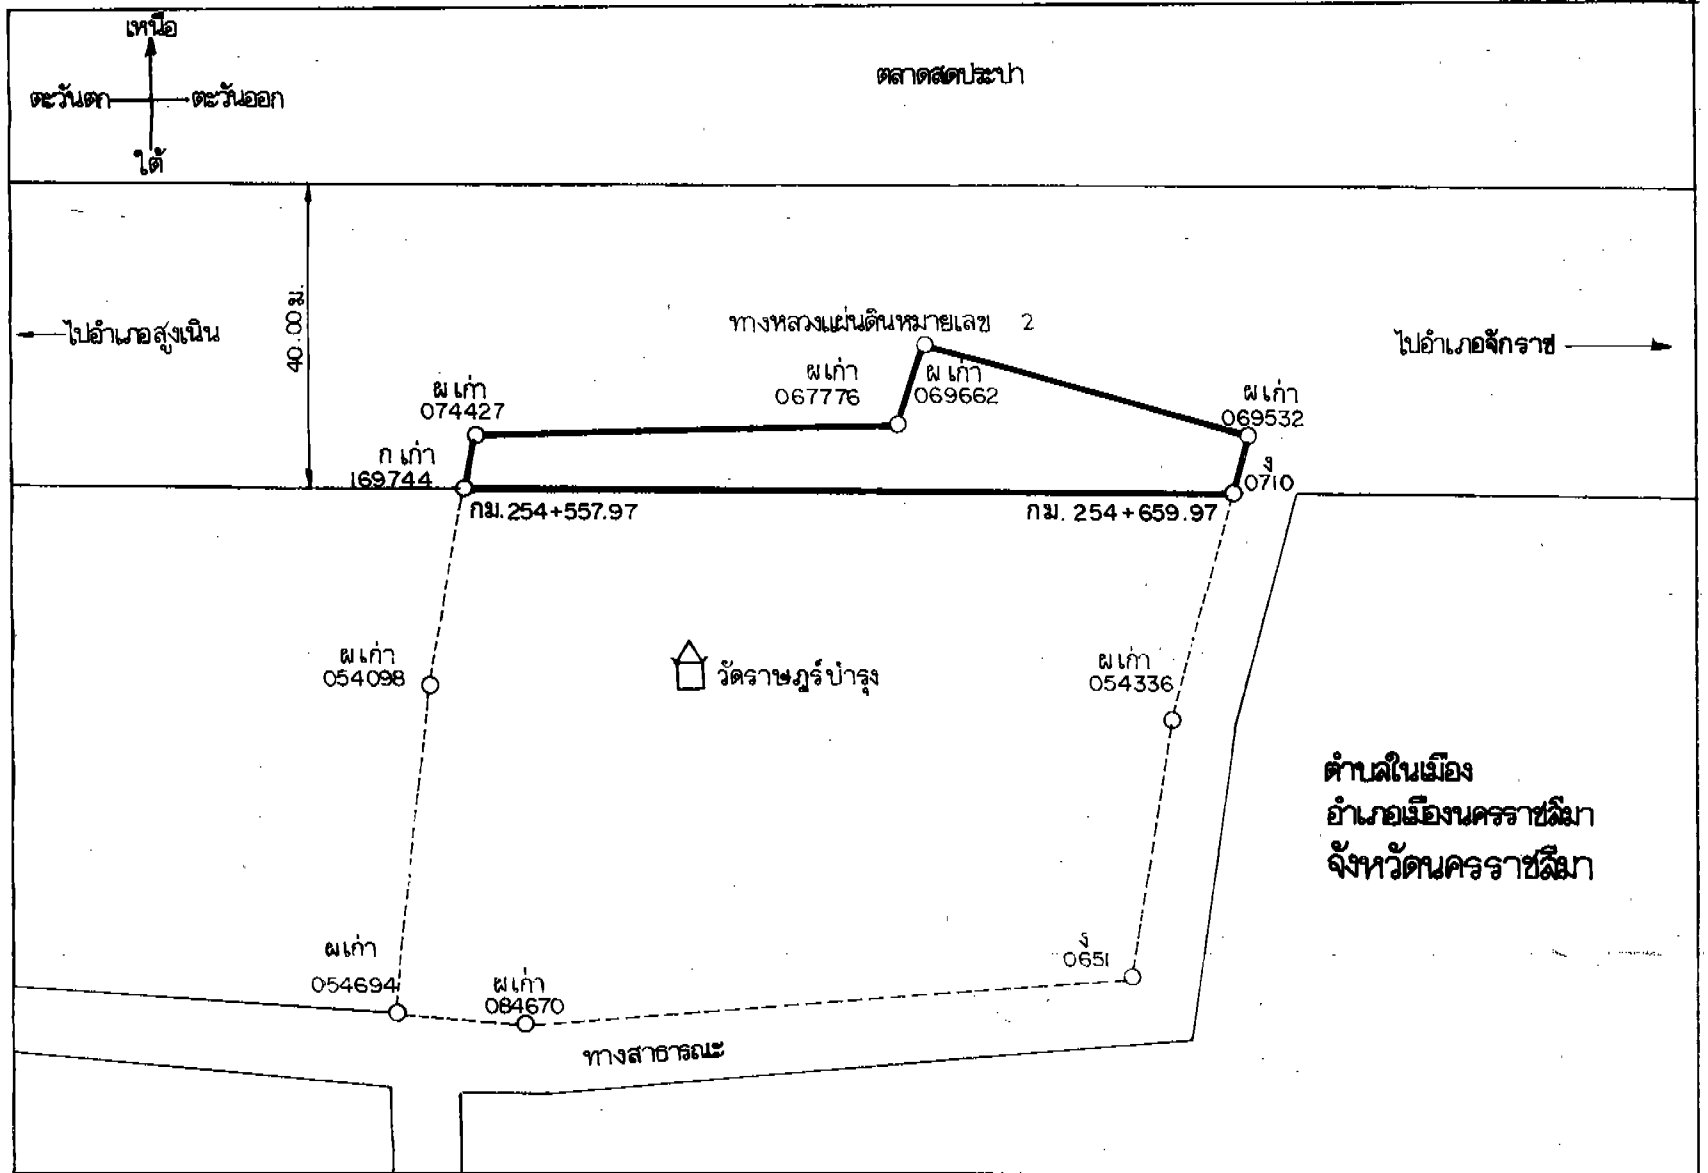 เหนือ
ตะวันตก
ตะวันออก
ใต้
ตลาดสดประปา
40.00 ม.
ไปอำเภอสูงเนิน
ทางหลวงแผ่นดินหมายเลข 2
ไปอำเภอจักราช
ผ เก่า
074427
ผ เก่า
067776
ผ เก่า
069662
ผ เก่า
069532
ก เก่า
169744
ง
0710
กม. 254+557.97
กม. 254+659.97
ผ เก่า
054098
วัดราษฎร์บำรุง
ผ เก่า
054336
ตำบลในเมือง
อำเภอเมืองนครราชสีมา
จังหวัดนครราชสีมา
ผ เก่า
054694
ผ เก่า
084670
ง
0651
ทางสาธารณะ